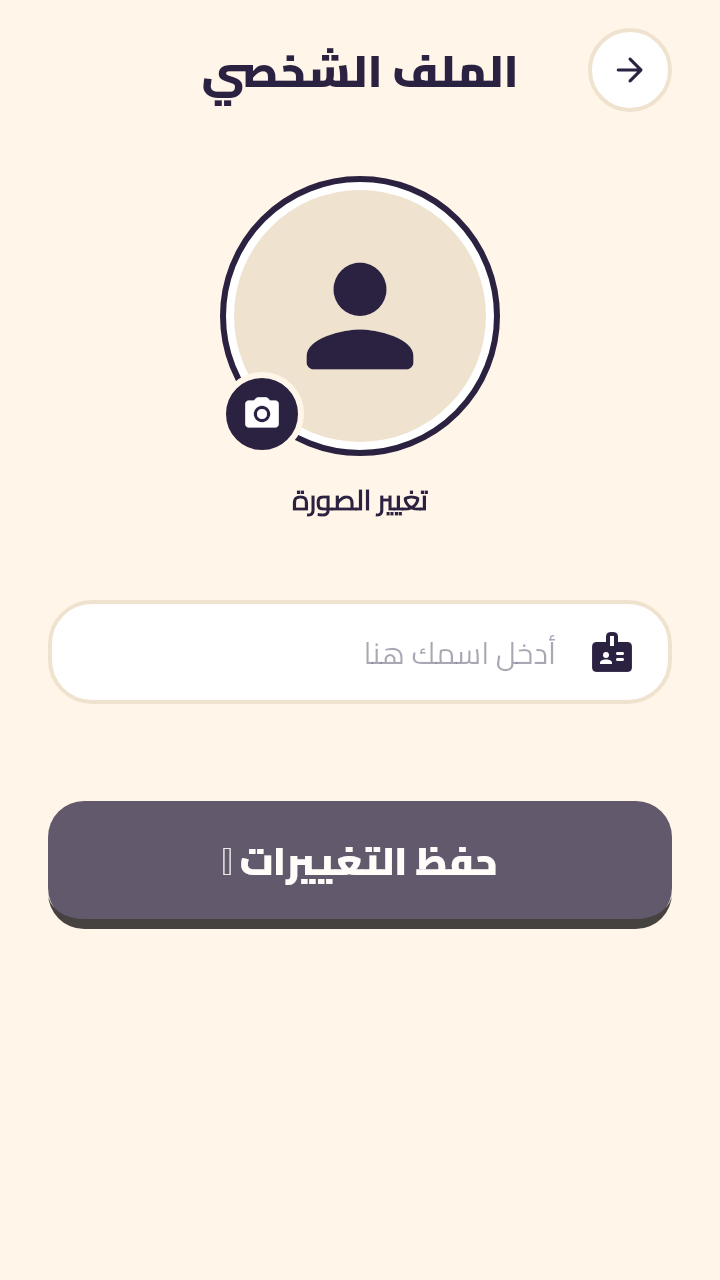 الملف الشخصي
تغيير الصورة
أدخل اسمك هنا
حفظ التغييرات